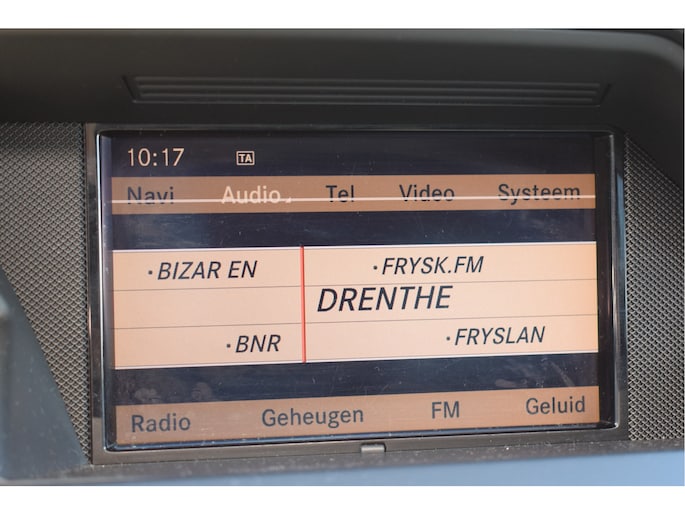 10:17 TA
Navi Audio Tel Video Systeem
·BIZAR EN ·FRYSK.FM
DRENTHE
·BNR ·FRYSLAN
Radio Geheugen FM Geluid